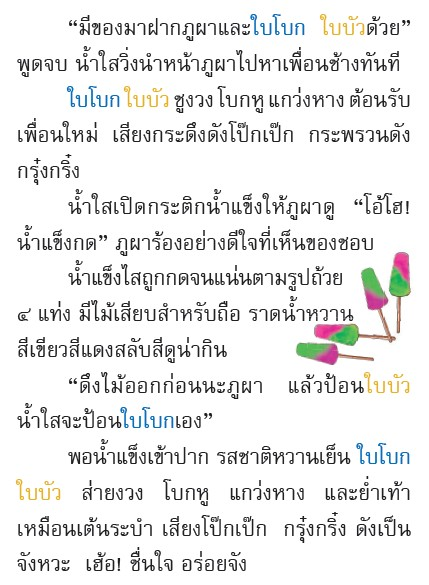 “มีของมาฝากภูผาและใบโบก ใบบัวด้วย”
พูดจบ น้ำใสวิ่งนำหน้าภูผาไปหาเพื่อนช้างทันที
ใบโบก ใบบัว ชูงวง โบกหู แกว่งหาง ต้อนรับ
เพื่อนใหม่ เสียงกระดึงดังโป๊กเป๊ก กระพรวนดัง
กรุ๋งกริ๋ง
น้ำใสเปิดกระติกน้ำแข็งให้ภูผาดู “โอ้โฮ!
น้ำแข็งกด” ภูผาร้องอย่างดีใจที่เห็นของชอบ
น้ำแข็งไสถูกกดจนแน่นตามรูปถ้วย
๔ แท่ง มีไม้เสียบสำหรับถือ ราดน้ำหวาน
สีเขียวสีแดงสลับสีดูน่ากิน
“ดึงไม้ออกก่อนนะภูผา แล้วป้อนใบบัว
น้ำใสจะป้อนใบโบกเอง”
พอน้ำแข็งเข้าปาก รสชาติหวานเย็น ใบโบก
ใบบัว ส่ายงวง โบกหู แกว่งหาง และย่ำเท้า
เหมือนเต้นระบำ เสียงโป๊กเป๊ก กรุ๋งกริ๋ง ดังเป็น
จังหวะ เฮ้อ! ชื่นใจ อร่อยจัง